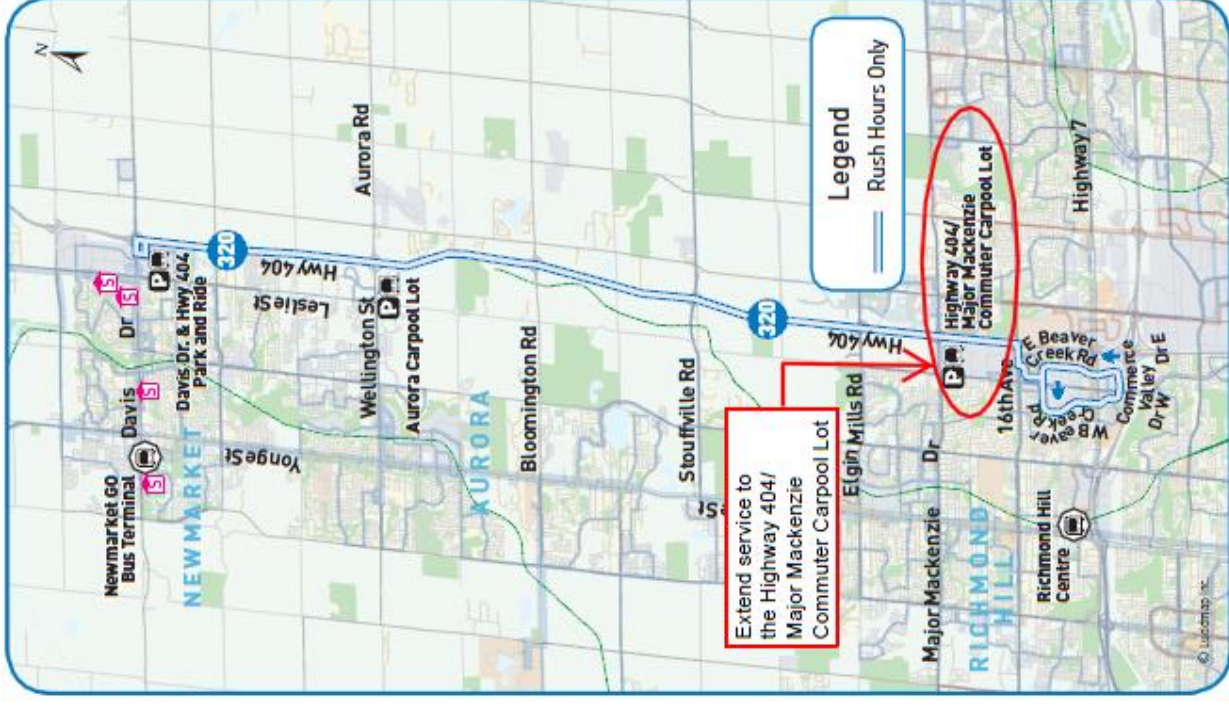 N
Newmarket GO
Bus Terminal
Davis
Dr
S
S
S
S
P
Davis Dr. & Hwy 404
Park and Ride
NEWMARKET
320
Yonge St
Leslie St
Hwy 404
Wellington St
Aurora Rd
P
Aurora Carpool Lot
AURORA
Bloomington Rd
Stouffville Rd
320
Extend service to
the Highway 404/
Major Mackenzie
Commuter Carpool Lot
Legend
Rush Hours Only
Elgin Mills Rd
Hwy 404
Major Mackenzie
Dr
P
Highway 404/
Major Mackenzie
Commuter Carpool Lot
RICHMOND
HILL
16th Ave
E Beaver
Creek Rd
W Beaver
Creek Rd
Commerce
Valley
Dr W
Dr E
Richmond Hill
Centre
Highway 7